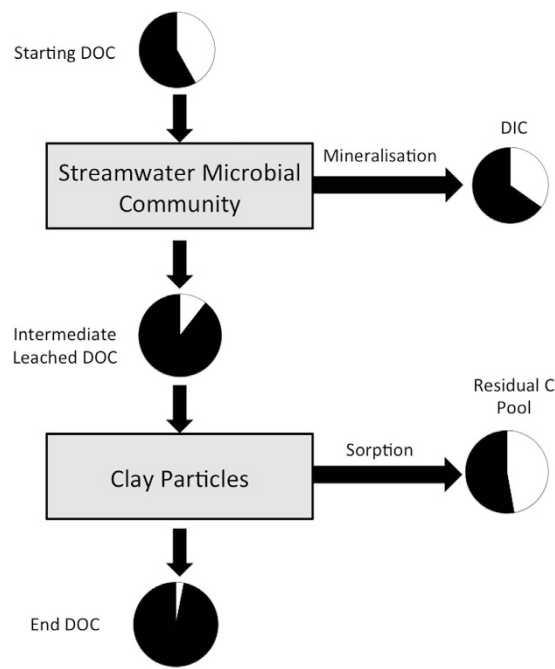 Starting DOC
Streamwater Microbial
Community
Mineralisation
DIC
Intermediate
Leached DOC
Residual C
Pool
Clay Particles
Sorption
End DOC